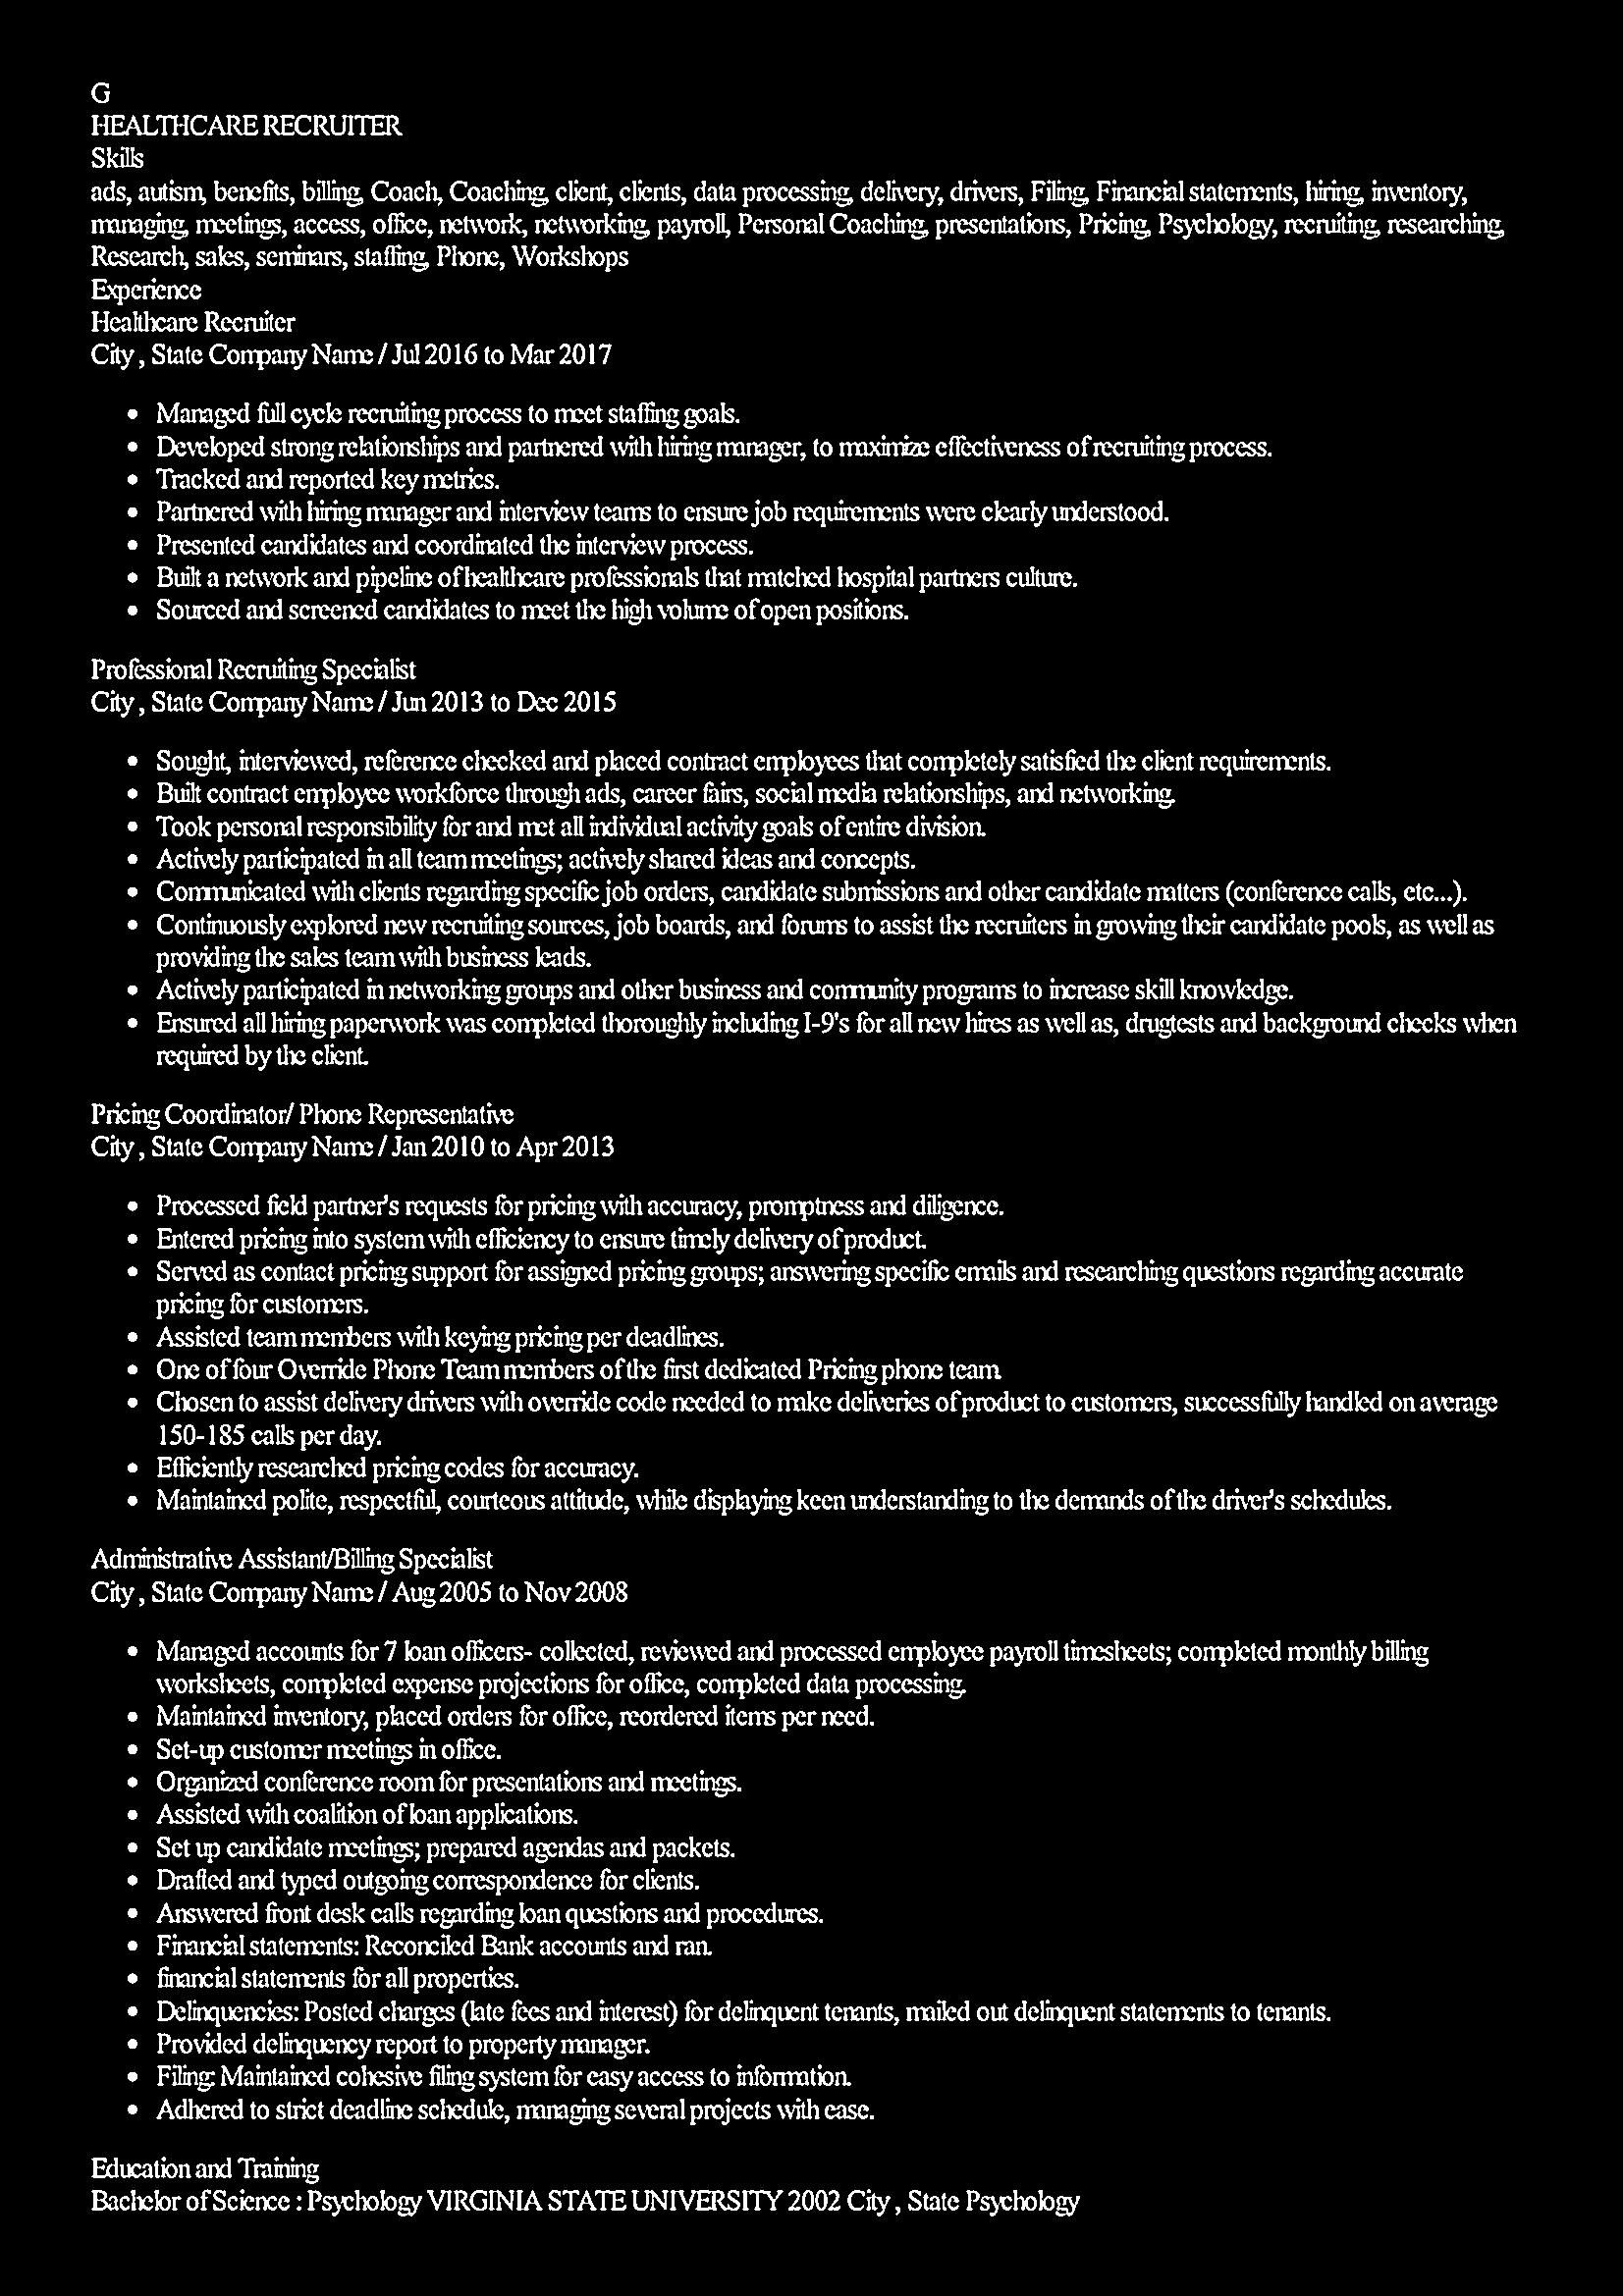 G
HEALTHCARE RECRUITER
Skills
ads, autism, benefits, billing, Coach, Coaching, client, clients, data processing, delivery, drivers, Filing, Financial statements, hiring, inventory,
managing, meetings, access, office, network, networking, payroll, Personal Coaching, presentations, Pricing, Psychology, recruiting, researching,
Research, sales, seminars, staffing, Phone, Workshops
Experience
Healthcare Recruiter
City , State Company Name / Jul 2016 to Mar 2017
• Managed full cycle recruiting process to meet staffing goals.
• Developed strong relationships and partnered with hiring manager, to maximize effectiveness of recruiting process.
• Tracked and reported key metrics.
• Partnered with hiring manager and interview teams to ensure job requirements were clearly understood.
• Presented candidates and coordinated the interview process.
• Built a network and pipeline of healthcare professionals that matched hospital partners culture.
• Sourced and screened candidates to meet the high volume of open positions.
Professional Recruiting Specialist
City , State Company Name / Jun 2013 to Dec 2015
• Sought, interviewed, reference checked and placed contract employees that completely satisfied the client requirements.
• Built contract employee workforce through ads, career fairs, social media relationships, and networking.
• Took personal responsibility for and met all individual activity goals of entire division.
• Actively participated in all team meetings; actively shared ideas and concepts.
• Communicated with clients regarding specific job orders, candidate submissions and other candidate matters (conference calls, etc...).
• Continuously explored new recruiting sources, job boards, and forums to assist the recruiters in growing their candidate pools, as well as
providing the sales team with business leads.
• Actively participated in networking groups and other business and community programs to increase skill knowledge.
• Ensured all hiring paperwork was completed thoroughly including I-9's for all new hires as well as, drugtests and background checks when
required by the client.
Pricing Coordinator/ Phone Representative
City , State Company Name / Jan 2010 to Apr 2013
• Processed field partner's requests for pricing with accuracy, promptness and diligence.
• Entered pricing into system with efficiency to ensure timely delivery of product.
• Served as contact pricing support for assigned pricing groups; answering specific emails and researching questions regarding accurate
pricing for customers.
• Assisted team members with keying pricing per deadlines.
• One of four Override Phone Team members of the first dedicated Pricing phone team.
• Chosen to assist delivery drivers with override code needed to make deliveries of product to customers, successfully handled on average
150-185 calls per day.
• Efficiently researched pricing codes for accuracy.
• Maintained polite, respectful, courteous attitude, while displaying keen understanding to the demands of the driver's schedules.
Administrative Assistant/Billing Specialist
City , State Company Name / Aug 2005 to Nov 2008
• Managed accounts for 7 loan officers- collected, reviewed and processed employee payroll timesheets; completed monthly billing
worksheets, completed expense projections for office, completed data processing.
• Maintained inventory, placed orders for office, reordered items per need.
• Set-up customer meetings in office.
• Organized conference room for presentations and meetings.
• Assisted with coalition of loan applications.
• Set up candidate meetings; prepared agendas and packets.
• Drafted and typed outgoing correspondence for clients.
• Answered front desk calls regarding loan questions and procedures.
• Financial statements: Reconciled Bank accounts and ran.
• financial statements for all properties.
• Delinquencies: Posted charges (late fees and interest) for delinquent tenants, mailed out delinquent statements to tenants.
• Provided delinquency report to property manager.
• Filing: Maintained cohesive filing system for easy access to information.
• Adhered to strict deadline schedule, managing several projects with ease.
Education and Training
Bachelor of Science : Psychology VIRGINIA STATE UNIVERSITY 2002 City , State Psychology